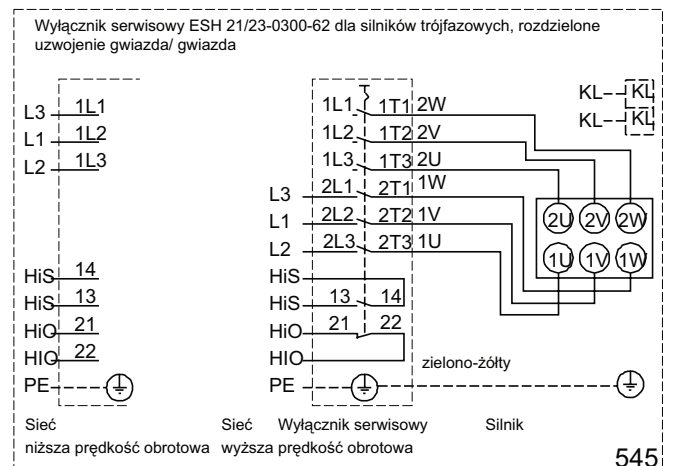 Wyłącznik serwisowy ESH 21/23-0300-62 dla silników trójfazowych, rozdzielone
uzwojenie gwiazda/ gwiazda
L3 1L1
L1 1L2
L2 1L3
HiS 14
HiS 13
HiO 21
HIO 22
PE
1L1 1T1 2W
1L2 1T2 2V
1L3 1T3 2U
L3 2L1 2T1 1W
L1 2L2 2T2 1V
L2 2L3 2T3 1U
HiS
HiS 13 14
HiO 21 22
HIO
PE
zielono-żółty
KL KL
KL KL
2U 2V 2W
1U 1V 1W
Sieć Sieć Wyłącznik serwisowy Silnik
niższa prędkość obrotowa wyższa prędkość obrotowa
545